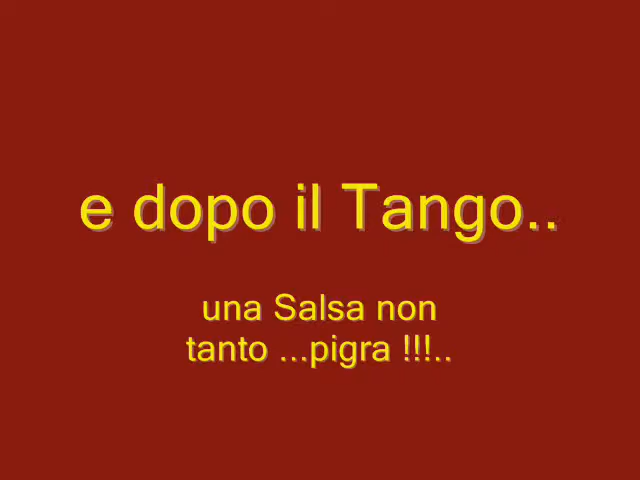 e dopo il Tango..
una Salsa non
tanto ...pigra !!!..